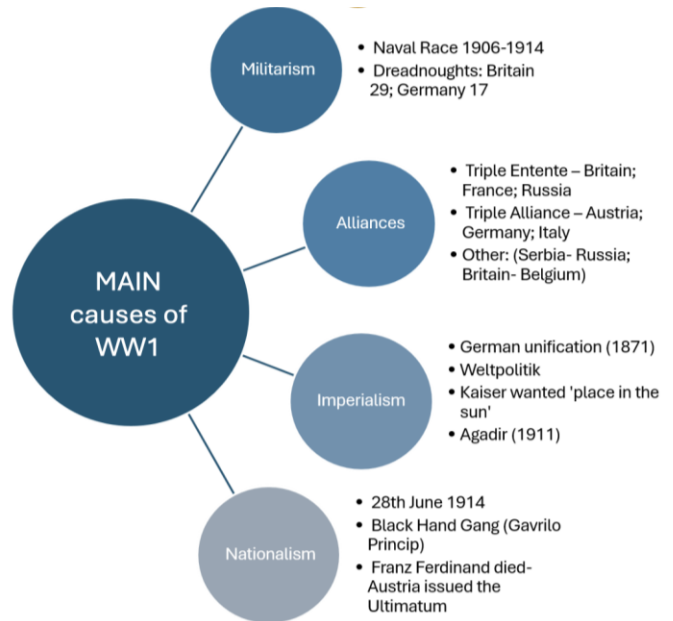 MAIN
causes of
WW1
Militarism
• Naval Race 1906-1914
• Dreadnoughts: Britain
29; Germany 17
Alliances
• Triple Entente – Britain;
France; Russia
• Triple Alliance – Austria;
Germany; Italy
• Other: (Serbia- Russia;
Britain- Belgium)
Imperialism
• German unification (1871)
• Weltpolitik
• Kaiser wanted 'place in the
sun'
• Agadir (1911)
Nationalism
• 28th June 1914
• Black Hand Gang (Gavrilo
Princip)
• Franz Ferdinand died-
Austria issued the
Ultimatum